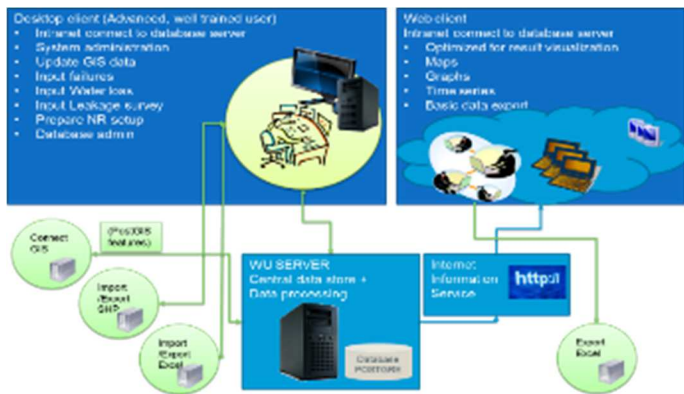 Desktop client (Advanced, well trained user)
Intranet connect to database server
System administration
Update GIS data
Input failures
Input Water loss
Input Leakage survey
Prepare NR setup
Database admin
Web client
Intranet connect to database server
Optimized for result visualization
Maps
Graphs
Time series
Basic data export
Connect
GIS
(PostGIS
features)
Import
/Export
SHP
Import
/Export
Excel
WU SERVER
Central data store +
Data processing
Database
Internet
Information
Service
http://
Export
Excel